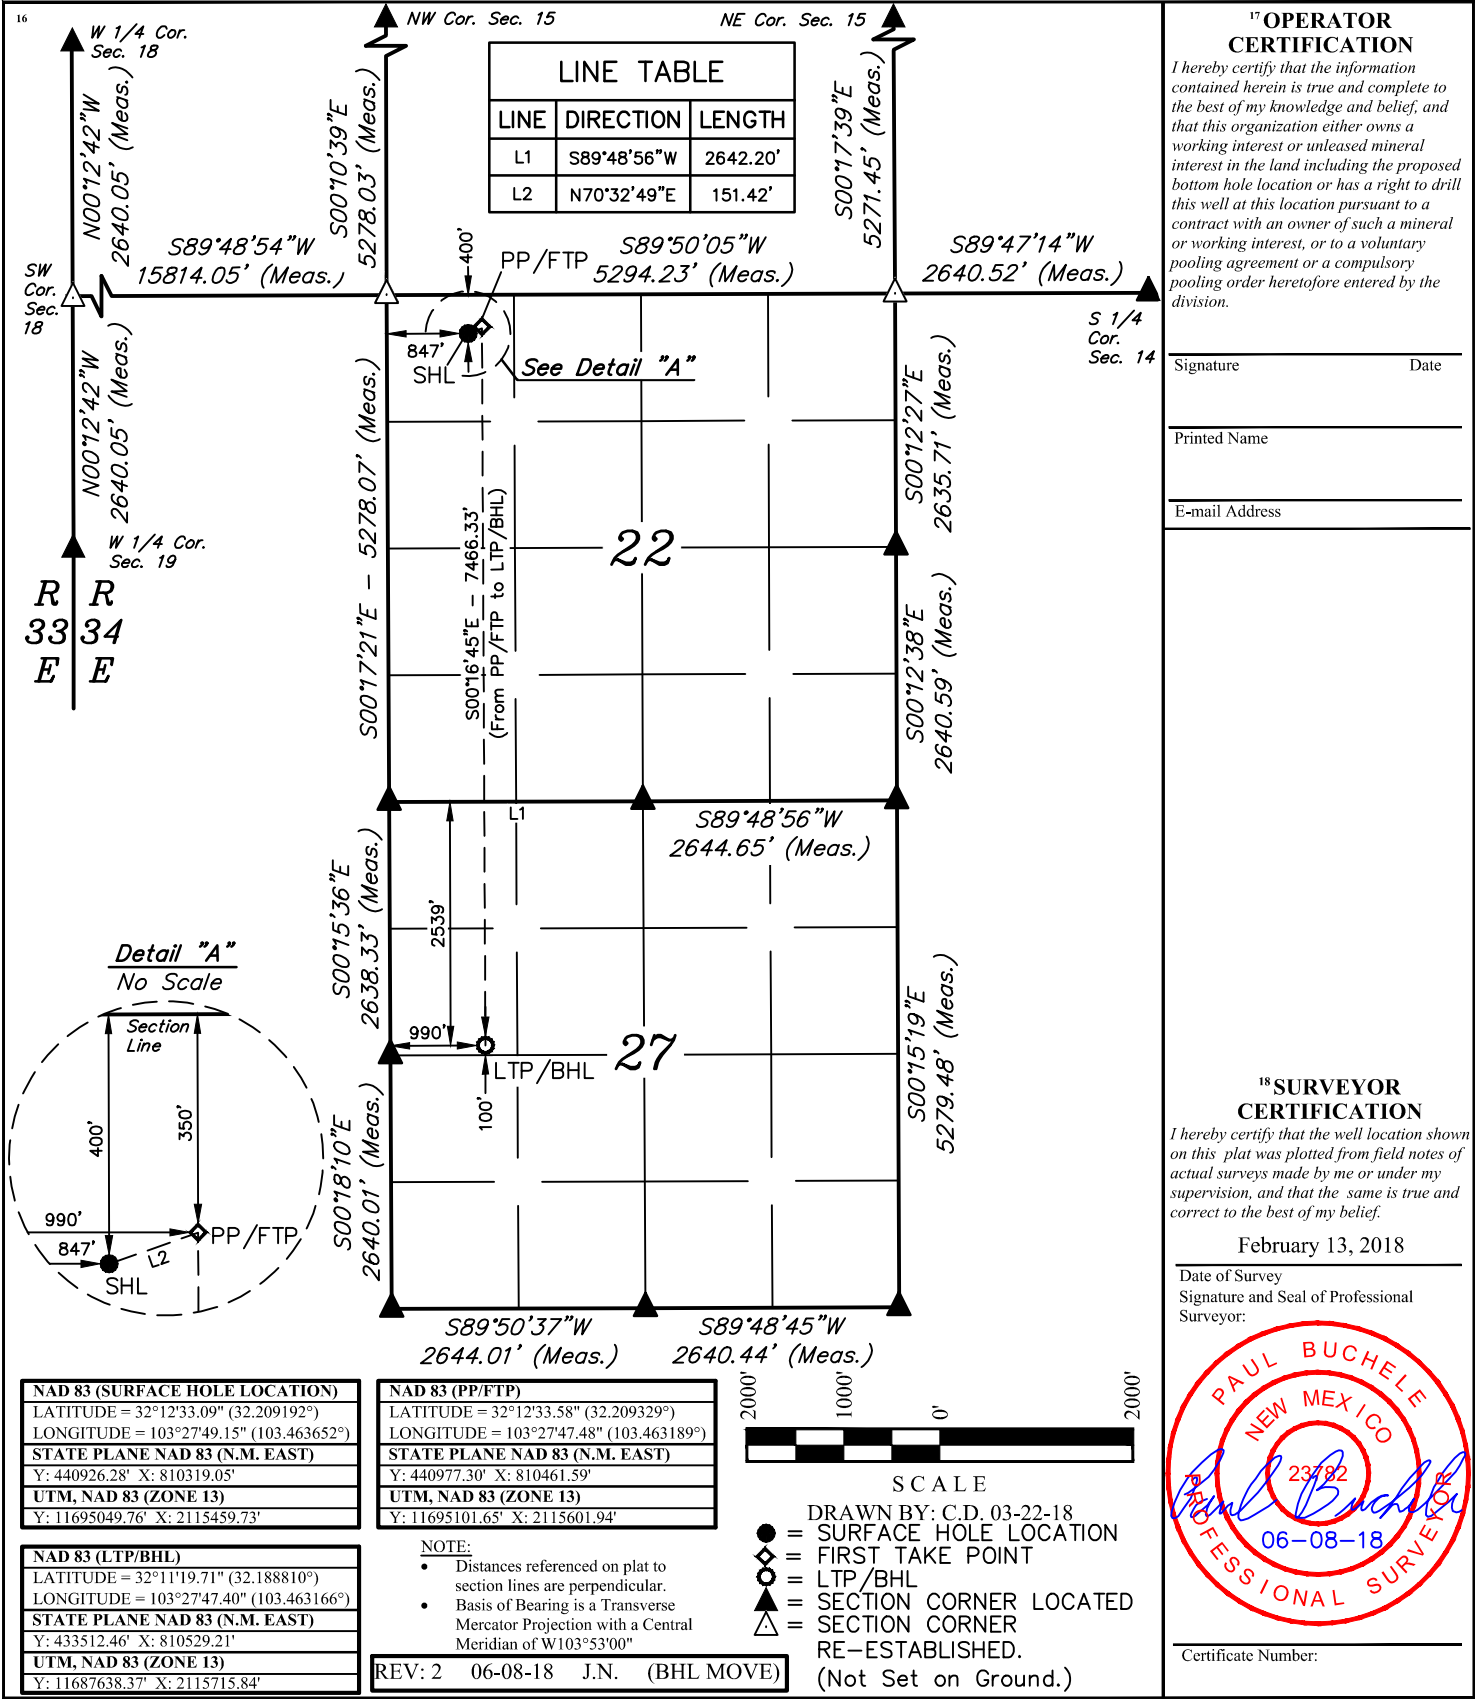 16
W 1/4 Cor.
Sec. 18
NW Cor. Sec. 15
NE Cor. Sec. 15
LINE TABLE
LINE DIRECTION LENGTH
L1 S89°48'56"W 2642.20'
L2 N70°32'49"E 151.42'
N00°12'42"W
2640.05' (Meas.)
S00°10'39"E
5278.03' (Meas.)
S00°17'39"E
5271.45' (Meas.)
S89°48'54"W
15814.05' (Meas.)
400'
PP/FTP
S89°50'05"W
5294.23' (Meas.)
S89°47'14"W
2640.52' (Meas.)
SW
Cor.
Sec.
18
S 1/4
Cor.
Sec. 14
847'
SHL
See Detail "A"
N00°12'42"W
2640.05' (Meas.)
W 1/4 Cor.
Sec. 19
R R
33 34
E E
S00°17'21"E - 5278.07' (Meas.)
S00°16'45"E - 7466.33'
(From PP/FTP to LTP/BHL)
22
S00°12'27"E
2635.71' (Meas.)
S00°12'38"E
2640.59' (Meas.)
L1
S89°48'56"W
2644.65' (Meas.)
S00°15'36"E
2638.33' (Meas.)
2539'
990'
LTP/BHL
100'
27
S00°15'19"E
5279.48' (Meas.)
S00°18'10"E
2640.01' (Meas.)
S89°50'37"W
2644.01' (Meas.)
S89°48'45"W
2640.44' (Meas.)
Detail "A"
No Scale
Section
Line
400'
350'
990'
PP/FTP
847'
L2
SHL
NAD 83 (SURFACE HOLE LOCATION)
LATITUDE = 32°12'33.09" (32.209192°)
LONGITUDE = 103°27'49.15" (103.463652°)
STATE PLANE NAD 83 (N.M. EAST)
Y: 440926.28' X: 810319.05'
UTM, NAD 83 (ZONE 13)
Y: 11695049.76' X: 2115459.73'
NAD 83 (PP/FTP)
LATITUDE = 32°12'33.58" (32.209329°)
LONGITUDE = 103°27'47.48" (103.463189°)
STATE PLANE NAD 83 (N.M. EAST)
Y: 440977.30' X: 810461.59'
UTM, NAD 83 (ZONE 13)
Y: 11695101.65' X: 2115601.94'
NAD 83 (LTP/BHL)
LATITUDE = 32°11'19.71" (32.188810°)
LONGITUDE = 103°27'47.40" (103.463166°)
STATE PLANE NAD 83 (N.M. EAST)
Y: 433512.46' X: 810529.21'
UTM, NAD 83 (ZONE 13)
Y: 11687638.37' X: 2115715.84'
NOTE:
• Distances referenced on plat to
section lines are perpendicular.
• Basis of Bearing is a Transverse
Mercator Projection with a Central
Meridian of W103°53'00"
REV: 2 06-08-18 J.N. (BHL MOVE)
2000' 1000' 0' 2000'
SCALE
DRAWN BY: C.D. 03-22-18
= SURFACE HOLE LOCATION
= FIRST TAKE POINT
= LTP/BHL
= SECTION CORNER LOCATED
= SECTION CORNER
RE-ESTABLISHED.
(Not Set on Ground.)
17 OPERATOR
CERTIFICATION
I hereby certify that the information
contained herein is true and complete to
the best of my knowledge and belief, and
that this organization either owns a
working interest or unleased mineral
interest in the land including the proposed
bottom hole location or has a right to drill
this well at this location pursuant to a
contract with an owner of such a mineral
or working interest, or to a voluntary
pooling agreement or a compulsory
pooling order heretofore entered by the
division.
Signature Date
Printed Name
E-mail Address
18 SURVEYOR
CERTIFICATION
I hereby certify that the well location shown
on this plat was plotted from field notes of
actual surveys made by me or under my
supervision, and that the same is true and
correct to the best of my belief.
February 13, 2018
Date of Survey
Signature and Seal of Professional
Surveyor:
PAUL BUCHELE
NEW MEXICO
23782
Paul Buchele
06-08-18
PROFESSIONAL SURVEYOR
Certificate Number: